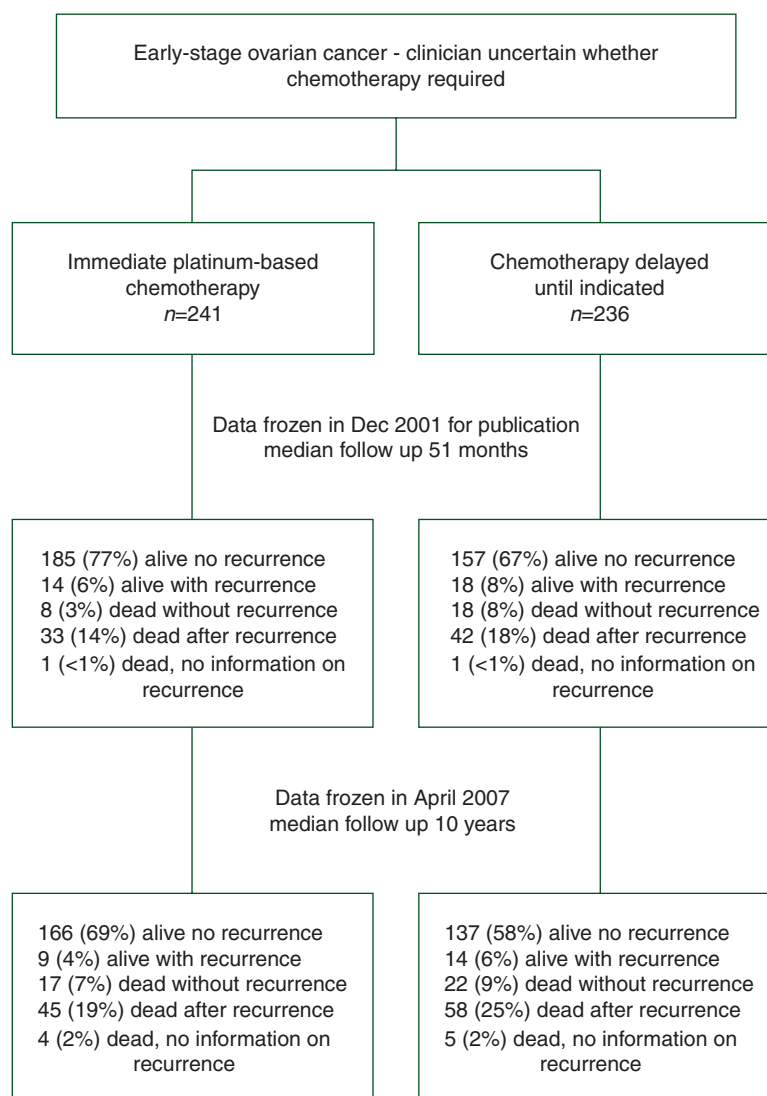 Early-stage ovarian cancer - clinician uncertain whether
chemotherapy required
Immediate platinum-based
chemotherapy
n=241
Chemotherapy delayed
until indicated
n=236
Data frozen in Dec 2001 for publication
median follow up 51 months
185 (77%) alive no recurrence
14 (6%) alive with recurrence
8 (3%) dead without recurrence
33 (14%) dead after recurrence
1 (<1%) dead, no information on
recurrence
157 (67%) alive no recurrence
18 (8%) alive with recurrence
18 (8%) dead without recurrence
42 (18%) dead after recurrence
1 (<1%) dead, no information on
recurrence
Data frozen in April 2007
median follow up 10 years
166 (69%) alive no recurrence
9 (4%) alive with recurrence
17 (7%) dead without recurrence
45 (19%) dead after recurrence
4 (2%) dead, no information on
recurrence
137 (58%) alive no recurrence
14 (6%) alive with recurrence
22 (9%) dead without recurrence
58 (25%) dead after recurrence
5 (2%) dead, no information on
recurrence